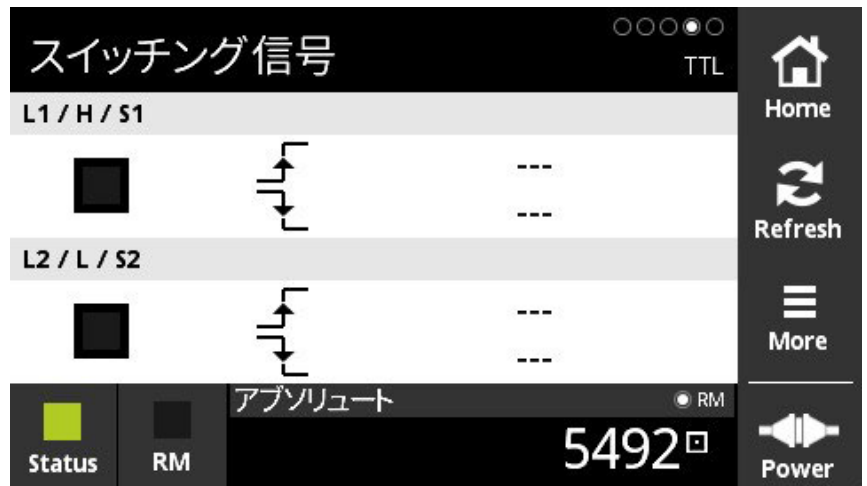 スイッチング信号
TTL
Home
L1 / H / S1
---
---
Refresh
L2 / L / S2
---
---
More
アブソリュート
RM
5492
Status
RM
Power